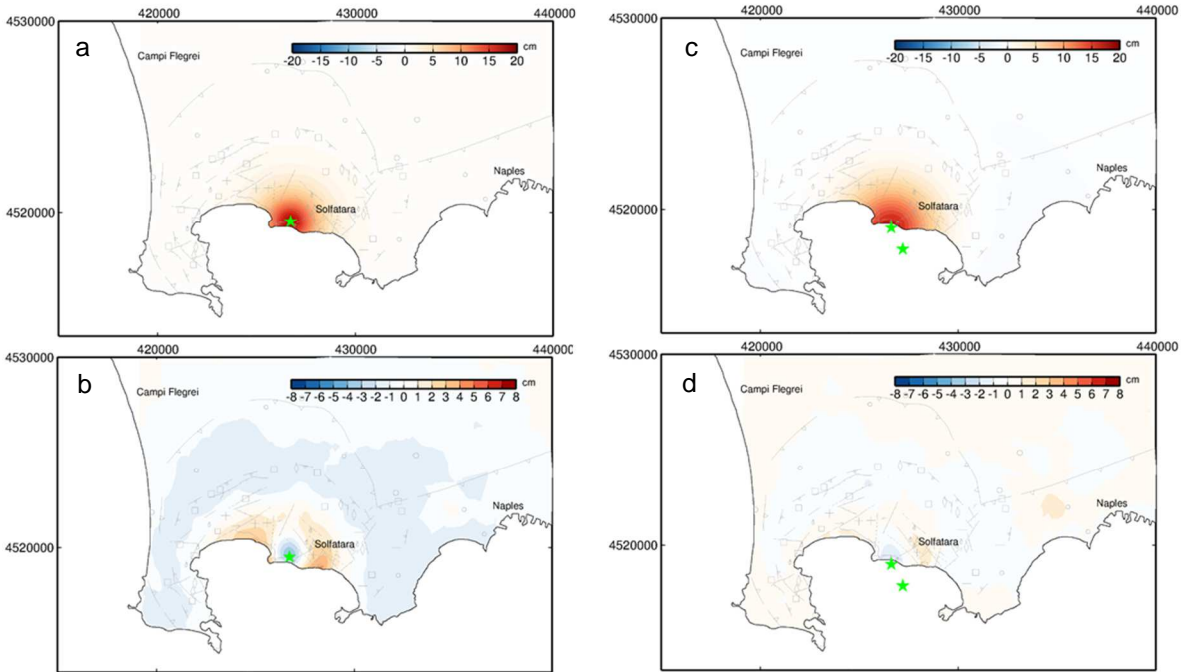 420000 430000 440000
4530000
a
Campi Flegrei
cm
-20 -15 -10 -5 0 5 10 15 20
Naples
Solfatara
4520000
420000 430000 440000
4530000
c
Campi Flegrei
cm
-20 -15 -10 -5 0 5 10 15 20
Naples
Solfatara
4520000
420000 430000 440000
4530000
b
Campi Flegrei
cm
-8 -7 -6 -5 -4 -3 -2 -1 0 1 2 3 4 5 6 7 8
Naples
Solfatara
4520000
420000 430000 440000
4530000
d
Campi Flegrei
cm
-8 -7 -6 -5 -4 -3 -2 -1 0 1 2 3 4 5 6 7 8
Naples
Solfatara
4520000